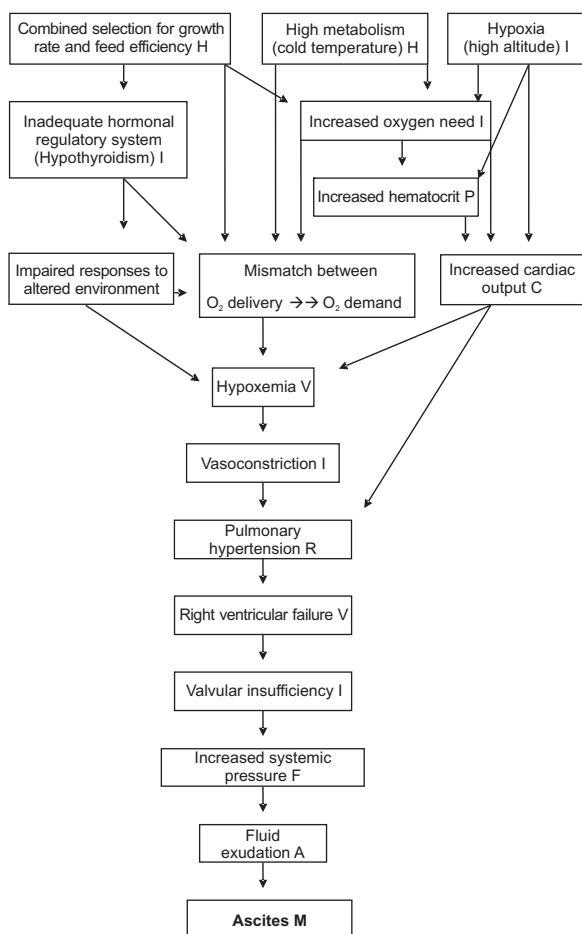 Combined selection for growth
rate and feed efficiency H
High metabolism
(cold temperature) H
Hypoxia
(high altitude) I
Inadequate hormonal
regulatory system
(Hypothyroidism) I
Increased oxygen need I
Increased hematocrit P
Impaired responses to
altered environment
Mismatch between
O₂ delivery →→ O₂ demand
Increased cardiac
output C
Hypoxemia V
Vasoconstriction I
Pulmonary
hypertension R
Right ventricular failure V
Valvular insufficiency I
Increased systemic
pressure F
Fluid
exudation A
Ascites M